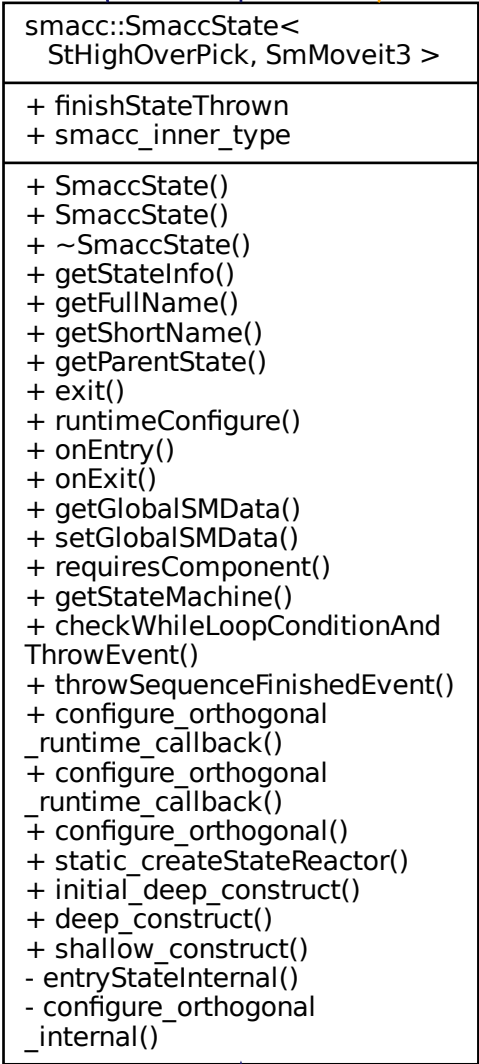 smacc::SmaccState<
StHighOverPick, SmMoveit3 >
+ finishStateThrown
+ smacc_inner_type
+ SmaccState()
+ SmaccState()
+ ~SmaccState()
+ getStateInfo()
+ getFullName()
+ getShortName()
+ getParentState()
+ exit()
+ runtimeConfigure()
+ onEntry()
+ onExit()
+ getGlobalSMData()
+ setGlobalSMData()
+ requiresComponent()
+ getStateMachine()
+ checkWhileLoopConditionAnd
ThrowEvent()
+ throwSequenceFinishedEvent()
+ configure_orthogonal
_runtime_callback()
+ configure_orthogonal
_runtime_callback()
+ configure_orthogonal()
+ static_createStateReactor()
+ initial_deep_construct()
+ deep_construct()
+ shallow_construct()
- entryStateInternal()
- configure_orthogonal
_internal()